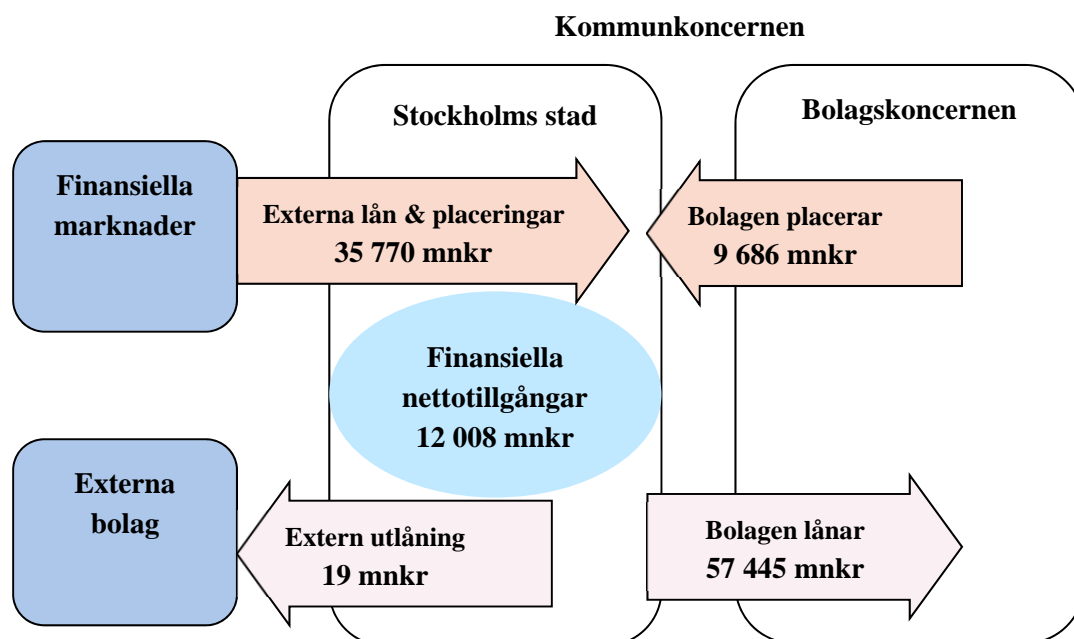 Kommunkoncernen
Stockholms stad
Bolagskoncernen
Finansiella
marknader
Externa lån & placeringar
35 770 mnkr
Bolagen placerar
9 686 mnkr
Finansiella
nettotillgångar
12 008 mnkr
Externa
bolag
Extern utlåning
19 mnkr
Bolagen lånar
57 445 mnkr